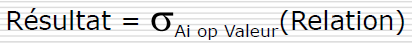 Résultat = σAi op Valeur(Relation)